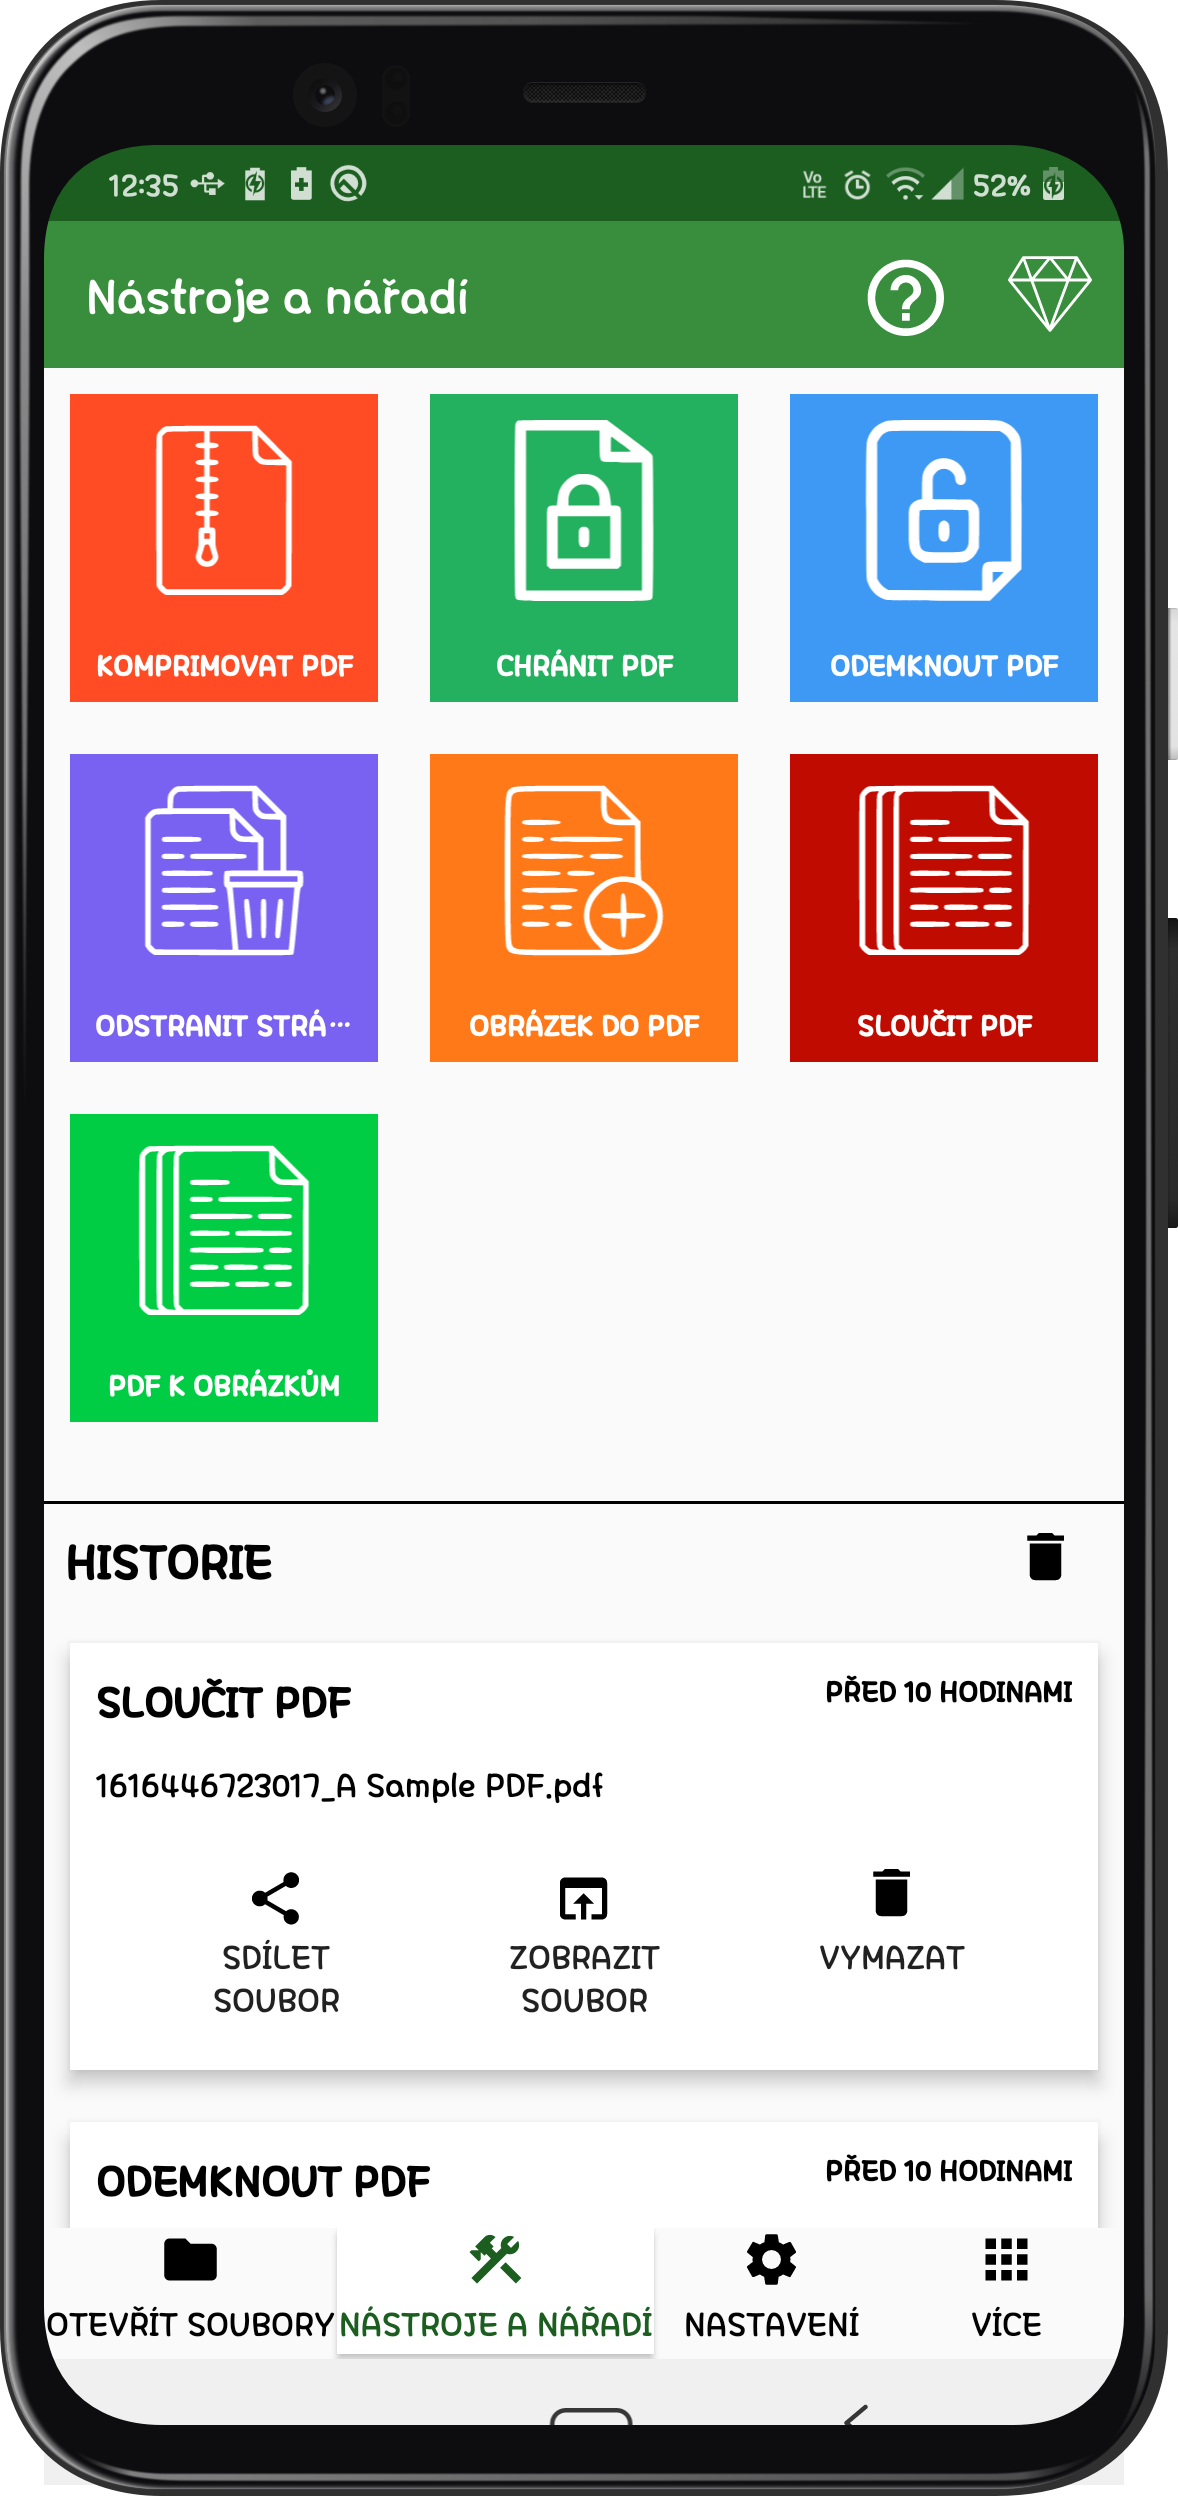 12:35
Vo LTE
52%
Nástroje a nářadí
KOMPRIMOVAT PDF
CHRÁNIT PDF
ODEMKNOUT PDF
ODSTRANIT STRÁ...
OBRÁZEK DO PDF
SLOUČIT PDF
PDF K OBRÁZKŮM
HISTORIE
SLOUČIT PDF
PŘED 10 HODINAMI
1616446723017_A Sample PDF.pdf
SDÍLET
SOUBOR
ZOBRAZIT
SOUBOR
VYMAZAT
ODEMKNOUT PDF
PŘED 10 HODINAMI
OTEVŘÍT SOUBORY
NÁSTROJE A NÁŘADÍ
NASTAVENÍ
VÍCE